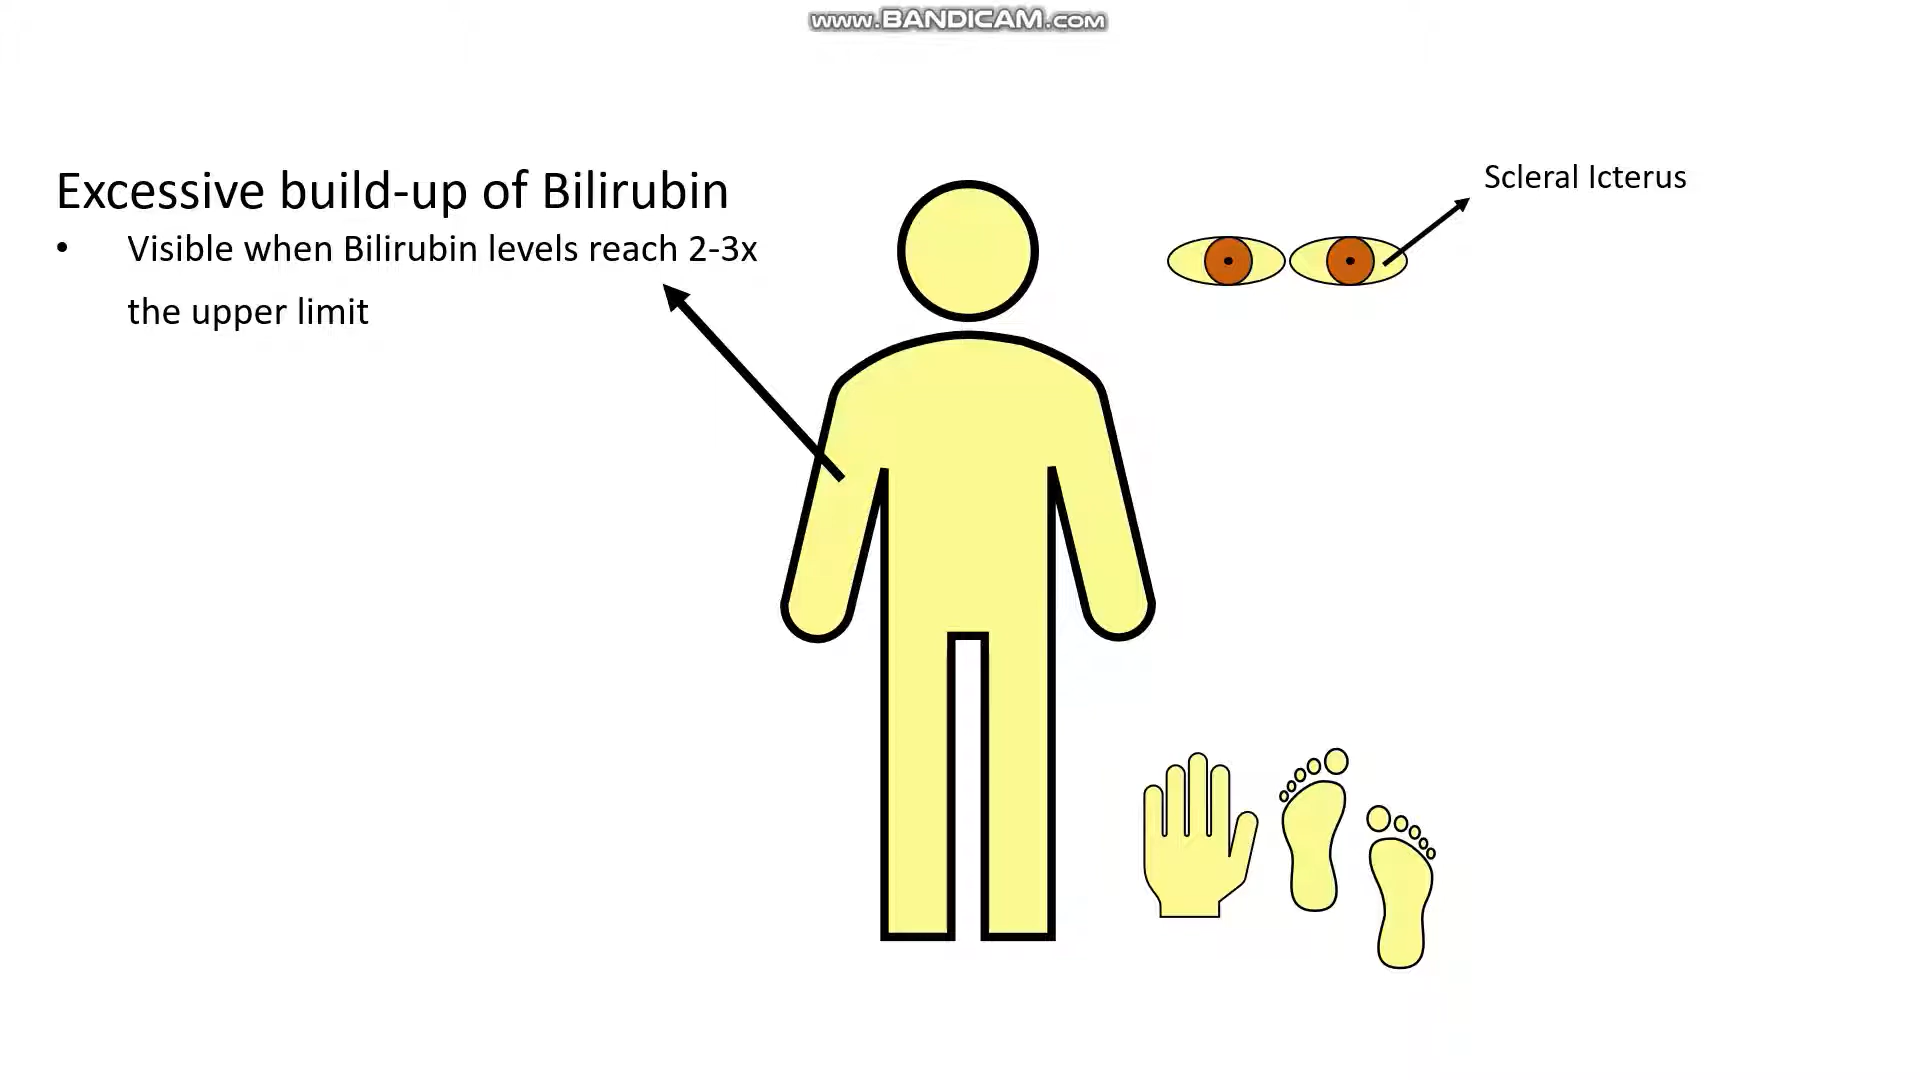 www.BANDICAM.com
Excessive build-up of Bilirubin
• Visible when Bilirubin levels reach 2-3x
the upper limit
Scleral Icterus